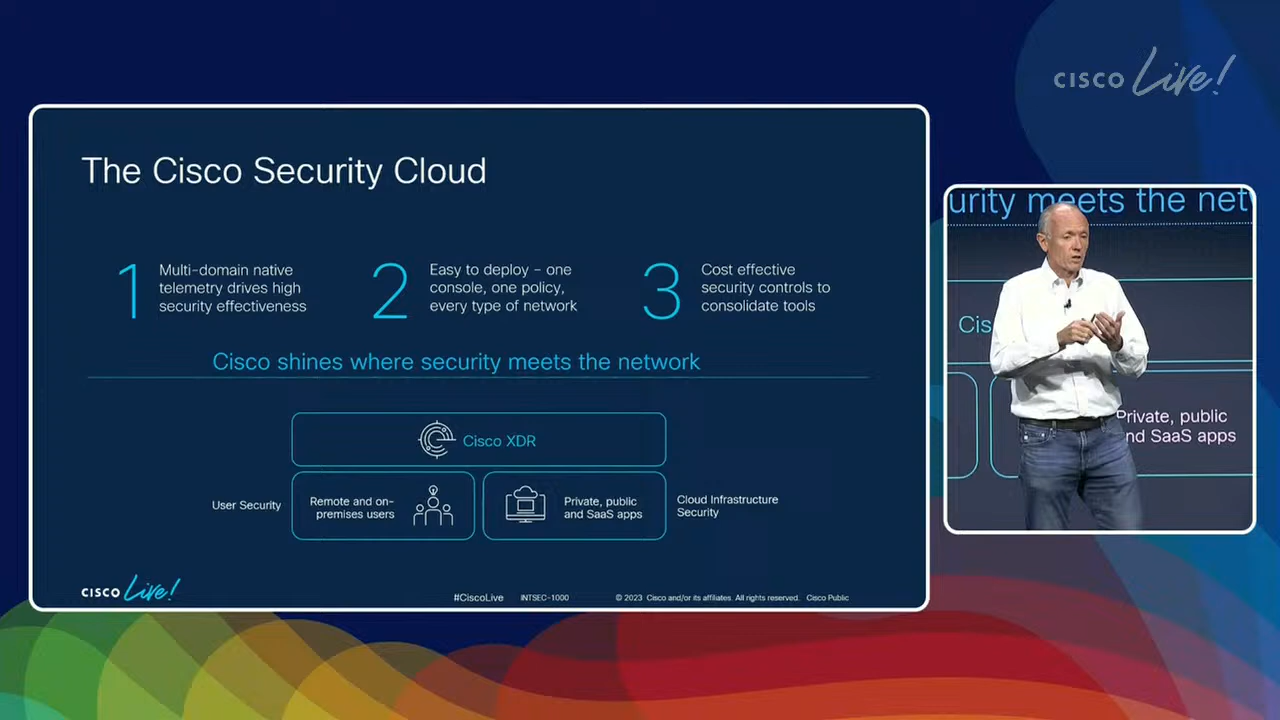 CISCO Live!
The Cisco Security Cloud
1
Multi-domain native
telemetry drives high
security effectiveness
2
Easy to deploy – one
console, one policy,
every type of network
3
Cost effective
security controls to
consolidate tools
Cisco shines where security meets the network
Cisco XDR
User Security
Remote and on-
premises users
Private, public
and SaaS apps
Cloud Infrastructure
Security
CISCO Live!
#CiscoLive
INTSEC-1000
© 2023 Cisco and/or its affiliates. All rights reserved. Cisco Public
urity meets the net
Cis
Private, public
nd SaaS apps